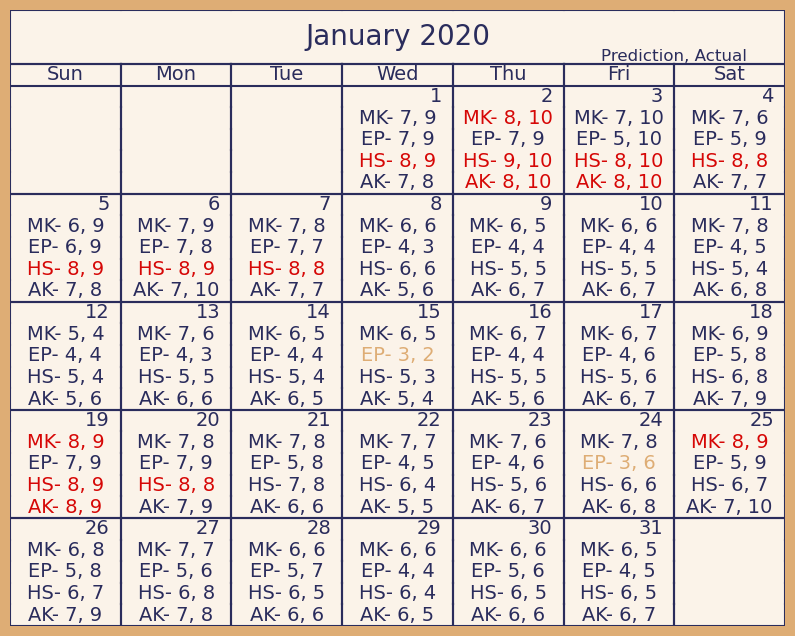 January 2020
Prediction, Actual
Sun Mon Tue Wed Thu Fri Sat
1 2 3 4
MK- 7, 9 MK- 8, 10 MK- 7, 10 MK- 7, 6
EP- 7, 9 EP- 7, 9 EP- 5, 10 EP- 5, 9
HS- 8, 9 HS- 9, 10 HS- 8, 10 HS- 8, 8
AK- 7, 8 AK- 8, 10 AK- 8, 10 AK- 7, 7
5 6 7 8 9 10 11
MK- 6, 9 MK- 7, 9 MK- 7, 8 MK- 6, 6 MK- 6, 5 MK- 6, 6 MK- 7, 8
EP- 6, 9 EP- 7, 8 EP- 7, 7 EP- 4, 3 EP- 4, 4 EP- 4, 4 EP- 4, 5
HS- 8, 9 HS- 8, 9 HS- 8, 8 HS- 6, 6 HS- 5, 5 HS- 5, 5 HS- 5, 4
AK- 7, 8 AK- 7, 10 AK- 7, 7 AK- 5, 6 AK- 6, 7 AK- 6, 7 AK- 6, 8
12 13 14 15 16 17 18
MK- 5, 4 MK- 7, 6 MK- 6, 5 MK- 6, 5 MK- 6, 7 MK- 6, 7 MK- 6, 9
EP- 4, 4 EP- 4, 3 EP- 4, 4 EP- 3, 2 EP- 4, 4 EP- 4, 6 EP- 5, 8
HS- 5, 4 HS- 5, 5 HS- 5, 4 HS- 5, 3 HS- 5, 5 HS- 5, 6 HS- 6, 8
AK- 5, 6 AK- 6, 6 AK- 6, 5 AK- 5, 4 AK- 5, 6 AK- 6, 7 AK- 7, 9
19 20 21 22 23 24 25
MK- 8, 9 MK- 7, 8 MK- 7, 8 MK- 7, 7 MK- 7, 6 MK- 7, 8 MK- 8, 9
EP- 7, 9 EP- 7, 9 EP- 5, 8 EP- 4, 5 EP- 4, 6 EP- 3, 6 EP- 5, 9
HS- 8, 9 HS- 8, 8 HS- 7, 8 HS- 6, 4 HS- 5, 6 HS- 6, 6 HS- 6, 7
AK- 8, 9 AK- 7, 9 AK- 6, 6 AK- 5, 5 AK- 6, 7 AK- 6, 8 AK- 7, 10
26 27 28 29 30 31
MK- 6, 8 MK- 7, 7 MK- 6, 6 MK- 6, 6 MK- 6, 6 MK- 6, 5
EP- 5, 8 EP- 5, 6 EP- 5, 7 EP- 4, 4 EP- 5, 6 EP- 4, 5
HS- 6, 7 HS- 6, 8 HS- 6, 6 HS- 6, 4 HS- 6, 5 HS- 6, 5
AK- 7, 9 AK- 7, 8 AK- 6, 6 AK- 6, 5 AK- 6, 6 AK- 6, 7